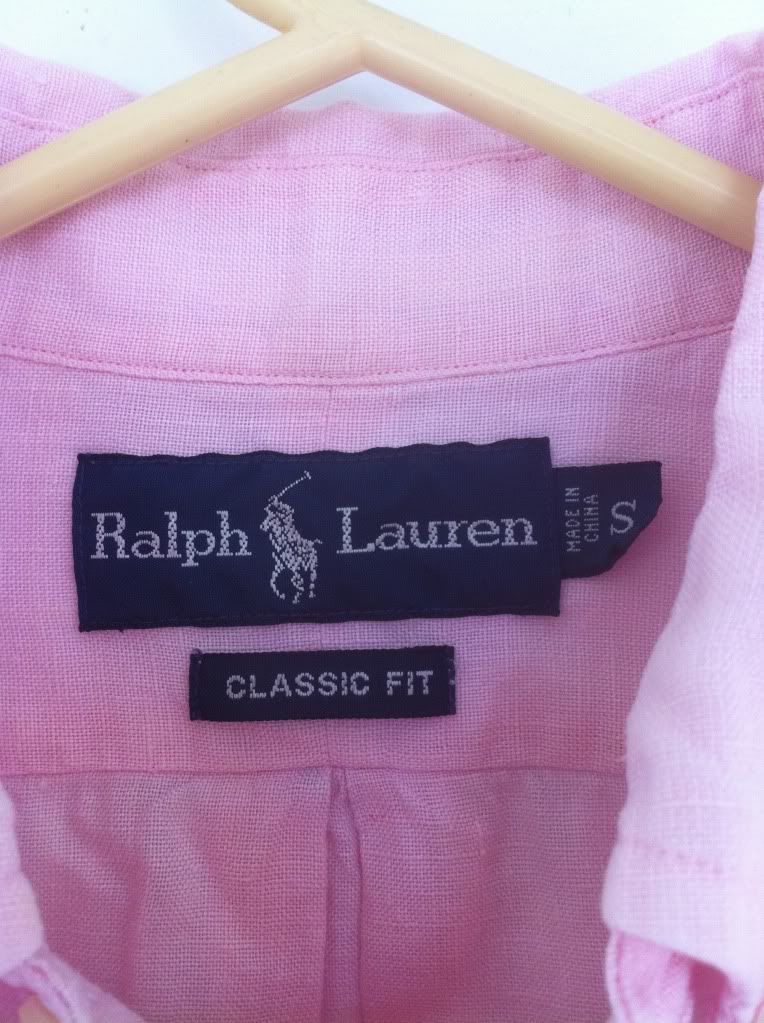 Ralph Lauren
MADE IN
CHINA
S
CLASSIC FIT